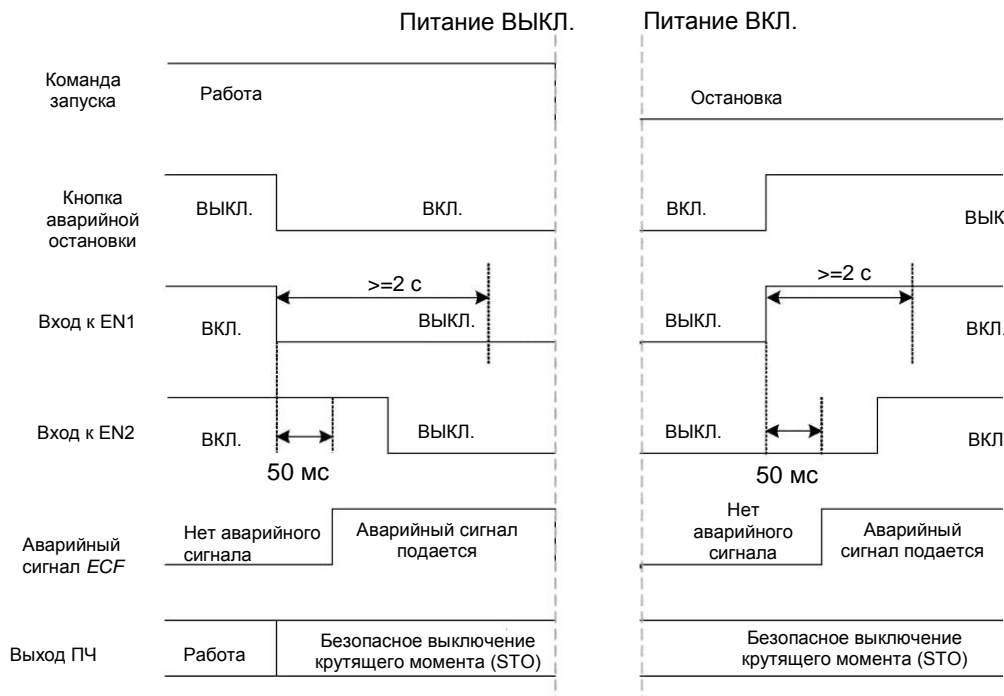 Питание ВЫКЛ.
Питание ВКЛ.
Команда
запуска
Работа
Остановка
Кнопка
аварийной
остановки
ВЫКЛ.
ВКЛ.
ВКЛ.
ВЫК
>=2 с
>=2 с
Вход к EN1
ВКЛ.
ВЫКЛ.
ВЫКЛ.
ВКЛ.
Вход к EN2
ВКЛ.
ВЫКЛ.
ВЫКЛ.
ВКЛ
50 мс
50 мс
Аварийный
сигнал ECF
Нет аварийного
сигнала
Аварийный сигнал
подается
Нет
аварийного
сигнала
Аварийный
сигнал подается
Выход ПЧ
Работа
Безопасное выключение
крутящего момента (STO)
Безопасное выключение
крутящего момента (STO)